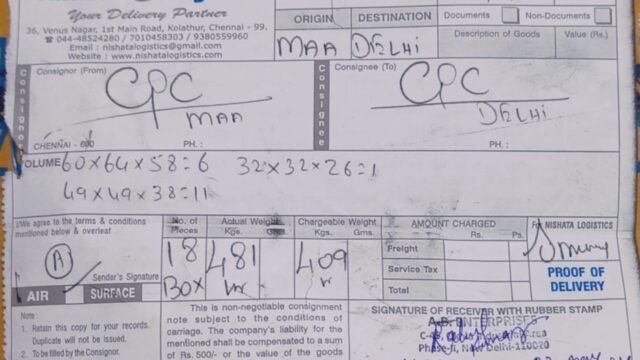 Your Delivery Partner
36, Venus Nagar, 1st Main Road, Kolathur, Chennai - 99.
☎ 044-48524280 / 7010458303 / 9380559960
Email : nishatalogistics@gmail.com
Website : www.nishatalogistics.com
ORIGIN DESTINATION
MAA DELHi
Documents Non-Documents
Description of Goods Value (Rs.)
Consignor
Consignor (From)
CPC
MAA
CHENNAI - 600 PH. :
Consignee
Consignee (To)
CPC
DELHi
PH. :
VOLUME 60×64×58=6 32×32×26=1
49×49×38=11
I/We agree to the terms & conditions
mentioned below & overleaf
A
Sender's Signature
AIR SURFACE
No. of
Pieces
18
BOX
Actual Weight
Kgs. Gms.
481
Chargeable Weight
Kgs. Gms.
409
AMOUNT CHARGED
Rs. Ps.
Freight
Service Tax
Total
For NISHATA LOGISTICS
PROOF OF
DELIVERY
Note :
1. Retain this copy for your records.
Duplicate will not be issued.
2. To be filled by the Consignor.
This is non-negotiable consignment
note subject to the conditions of
carriage. The company's liability for the
mentioned shall be compensated to a sum
of Rs. 500/- or the value of the goods
SIGNATURE OF RECEIVER WITH RUBBER STAMP
A.B. ENTERPRISES
Phase-I, New Delhi-110020